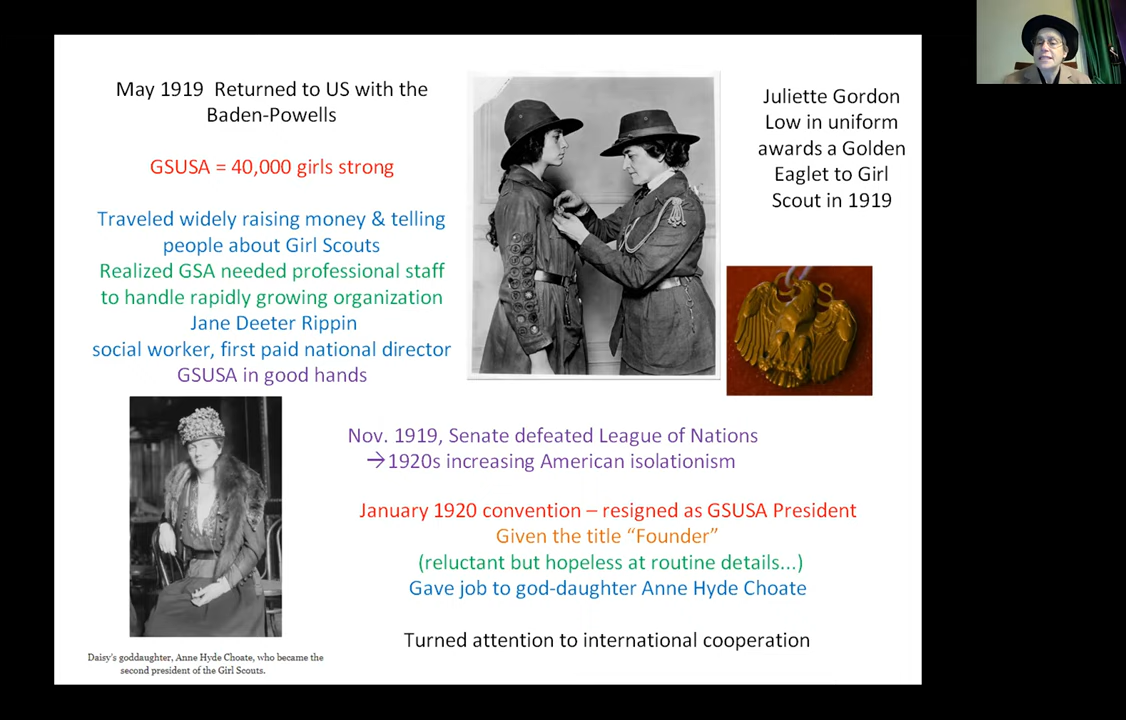 May 1919 Returned to US with the
Baden-Powells
GSUSA = 40,000 girls strong
Traveled widely raising money & telling
people about Girl Scouts
Realized GSA needed professional staff
to handle rapidly growing organization
Jane Deeter Rippin
social worker, first paid national director
GSUSA in good hands
Juliette Gordon
Low in uniform
awards a Golden
Eaglet to Girl
Scout in 1919
Nov. 1919, Senate defeated League of Nations
→1920s increasing American isolationism
January 1920 convention – resigned as GSUSA President
Given the title “Founder”
(reluctant but hopeless at routine details...)
Gave job to god-daughter Anne Hyde Choate
Turned attention to international cooperation
Daisy's goddaughter, Anne Hyde Choate, who became the
second president of the Girl Scouts.